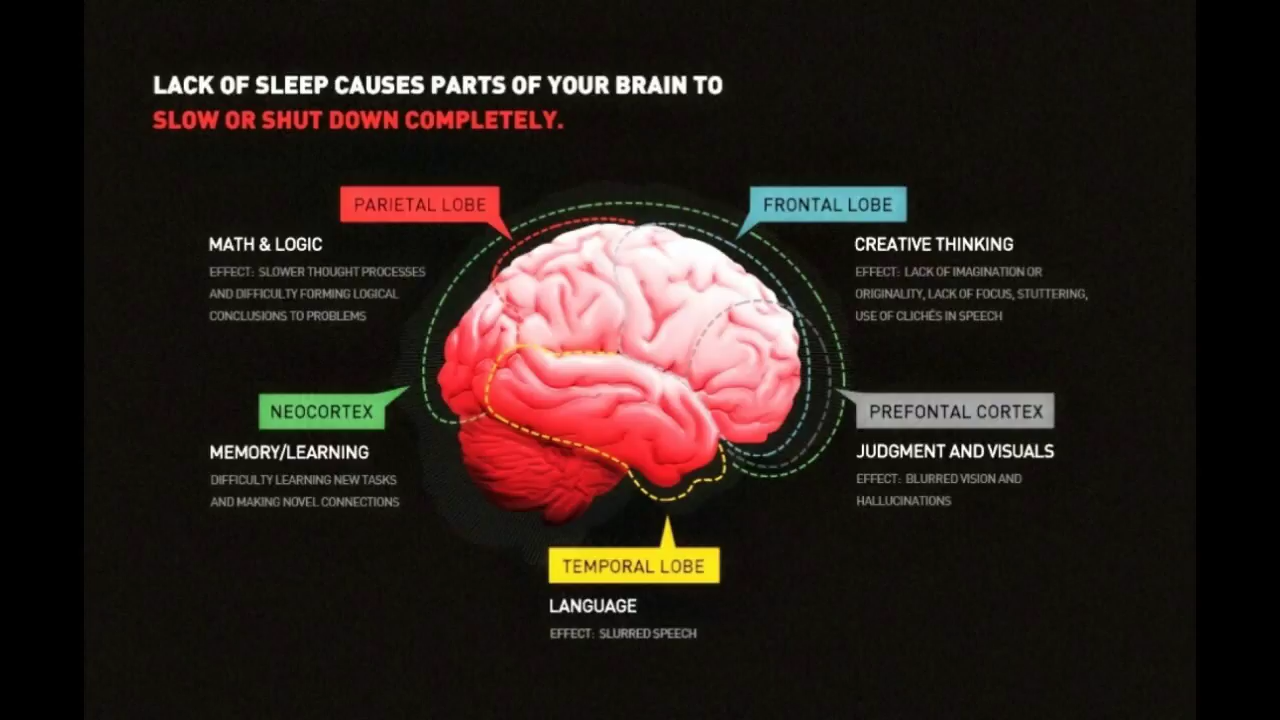 LACK OF SLEEP CAUSES PARTS OF YOUR BRAIN TO
SLOW OR SHUT DOWN COMPLETELY.
PARIETAL LOBE
MATH & LOGIC
EFFECT: SLOWER THOUGHT PROCESSES
AND DIFFICULTY FORMING LOGICAL
CONCLUSIONS TO PROBLEMS
FRONTAL LOBE
CREATIVE THINKING
EFFECT: LACK OF IMAGINATION OR
ORIGINALITY, LACK OF FOCUS, STUTTERING,
USE OF CLICHÉS IN SPEECH
NEOCORTEX
MEMORY/LEARNING
DIFFICULTY LEARNING NEW TASKS
AND MAKING NOVEL CONNECTIONS
PREFONTAL CORTEX
JUDGMENT AND VISUALS
EFFECT: BLURRED VISION AND
HALLUCINATIONS
TEMPORAL LOBE
LANGUAGE
EFFECT: SLURRED SPEECH